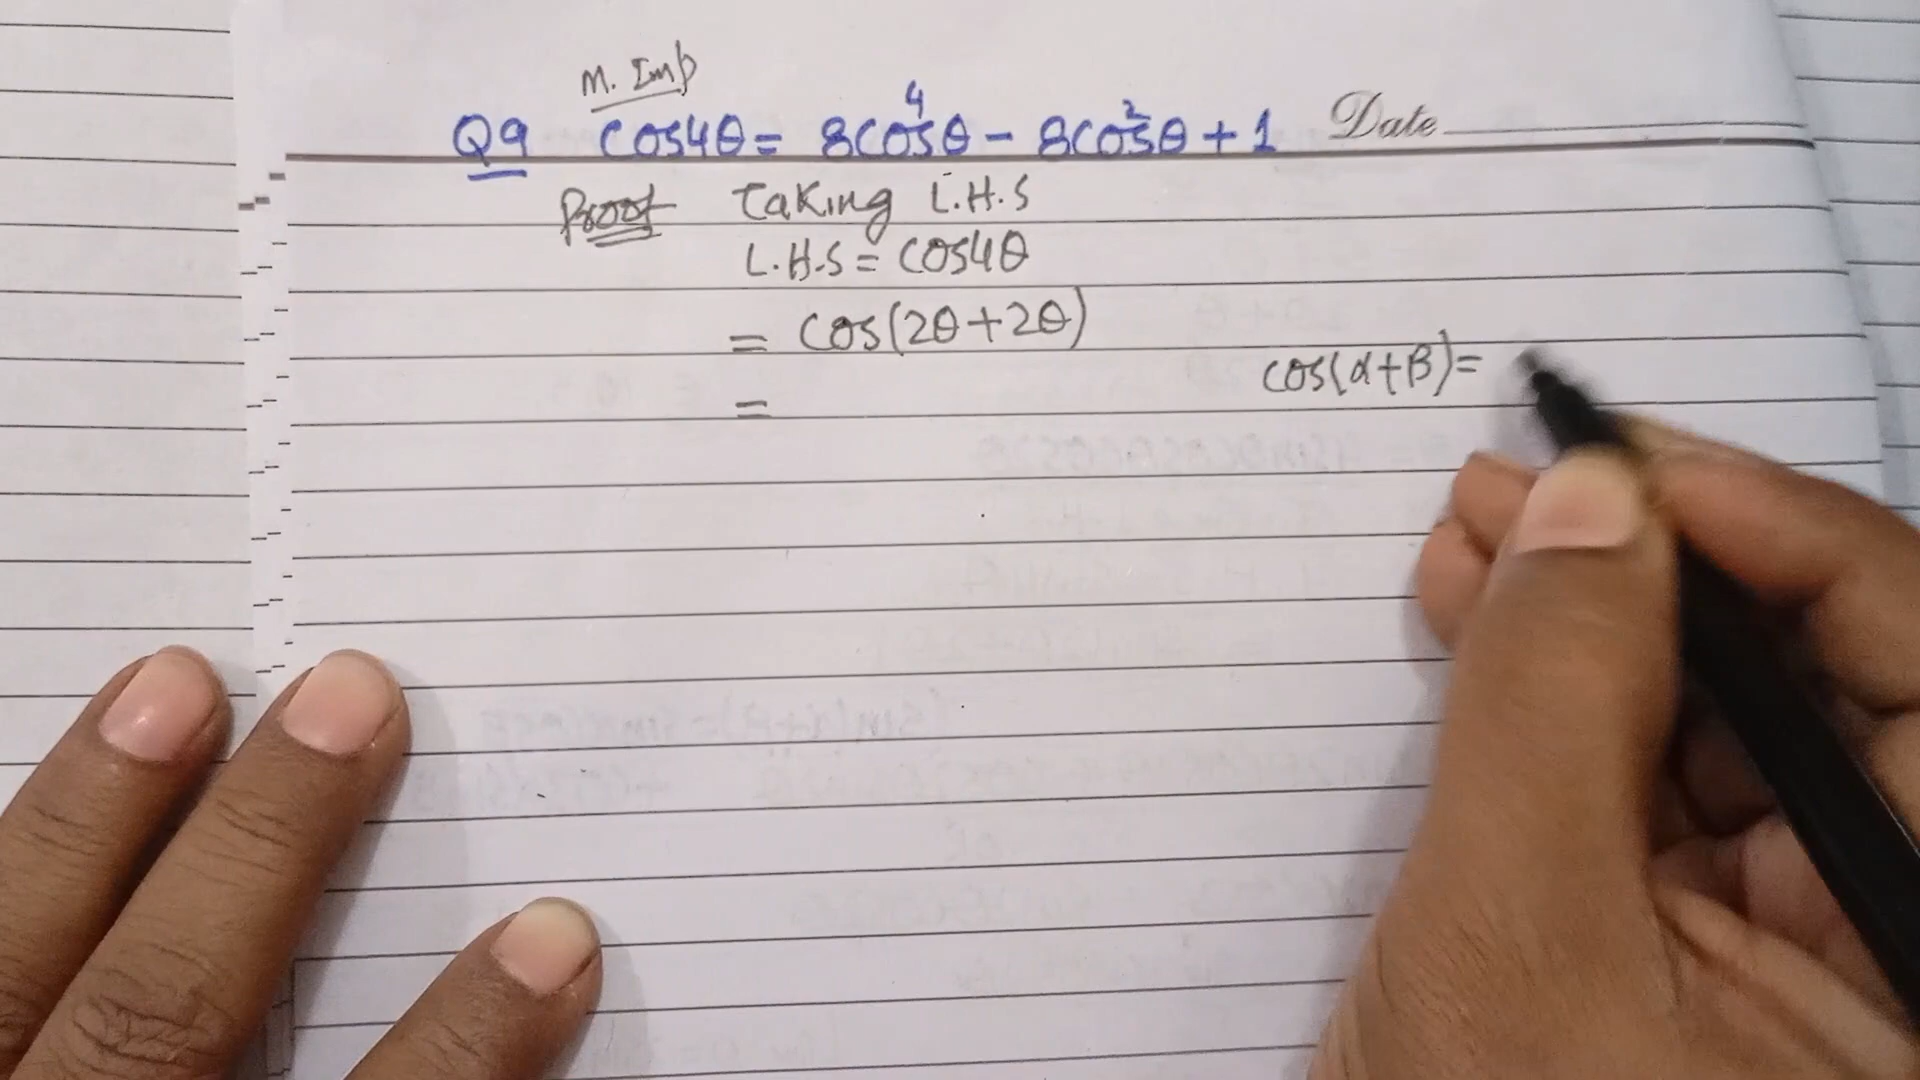 M. Imp
Q9 cos4θ = 8cos⁴θ - 8cos²θ + 1 Date
Proof Taking L.H.S
L.H.S = cos4θ
= cos(2θ+2θ)
cos(α+β)=
=